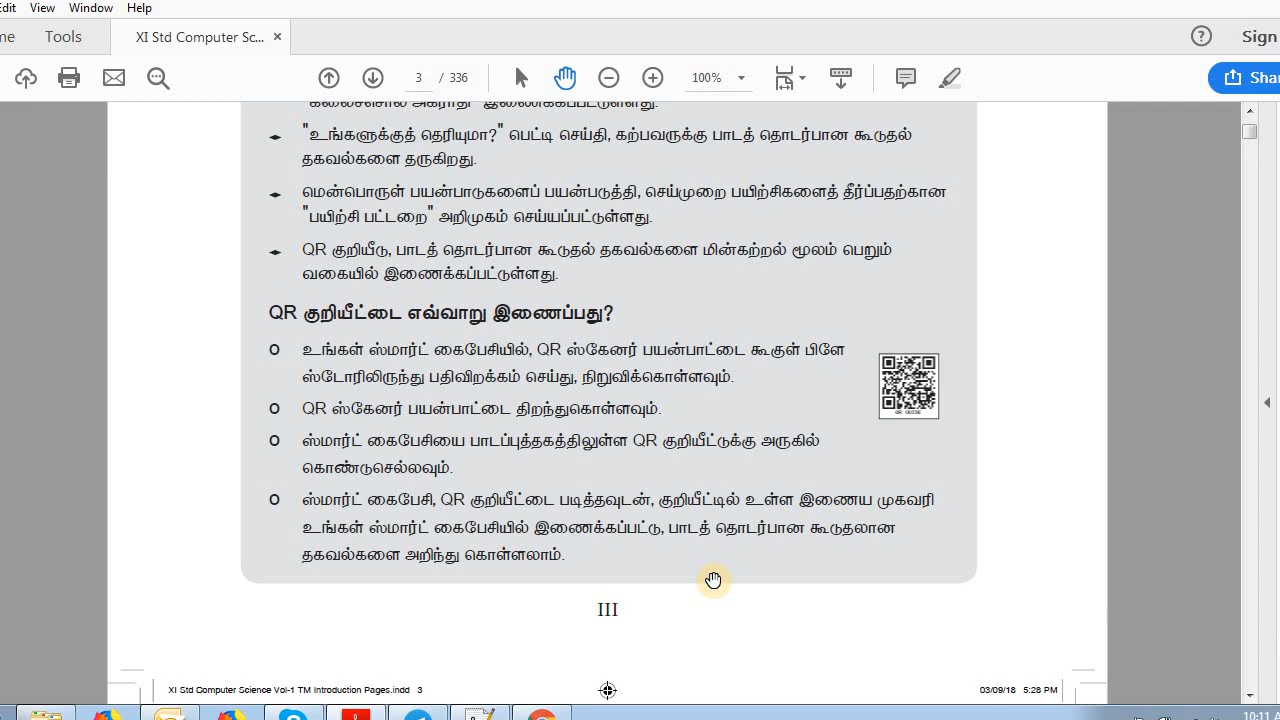 Edit View Window Help
Tools XI Std Computer Sc... ×
Sign
3 / 336 100%
"உங்களுக்குத் தெரியுமா?" பெட்டி செய்தி, கற்பவருக்கு பாடத் தொடர்பான கூடுதல்
தகவல்களை தருகிறது.
மென்பொருள் பயன்பாடுகளைப் பயன்படுத்தி, செய்முறை பயிற்சிகளைத் தீர்ப்பதற்கான
"பயிற்சி பட்டறை" அறிமுகம் செய்யப்பட்டுள்ளது.
QR குறியீடு, பாடத் தொடர்பான கூடுதல் தகவல்களை மின்கற்றல் மூலம் பெறும்
வகையில் இணைக்கப்பட்டுள்ளது.
QR குறியீட்டை எவ்வாறு இணைப்பது?
o உங்கள் ஸ்மார்ட் கைபேசியில், QR ஸ்கேனர் பயன்பாட்டை கூகுள் பிளே
ஸ்டோரிலிருந்து பதிவிறக்கம் செய்து, நிறுவிக்கொள்ளவும்.
o QR ஸ்கேனர் பயன்பாட்டை திறந்துகொள்ளவும்.
o ஸ்மார்ட் கைபேசியை பாடப்புத்தகத்திலுள்ள QR குறியீட்டுக்கு அருகில்
கொண்டுசெல்லவும்.
o ஸ்மார்ட் கைபேசி, QR குறியீட்டை படித்தவுடன், குறியீட்டில் உள்ள இணைய முகவரி
உங்கள் ஸ்மார்ட் கைபேசியில் இணைக்கப்பட்டு, பாடத் தொடர்பான கூடுதலான
தகவல்களை அறிந்து கொள்ளலாம்.
III
XI Std Computer Science Vol-1 TM Introduction Pages.indd 3 03/09/18 5:28 PM